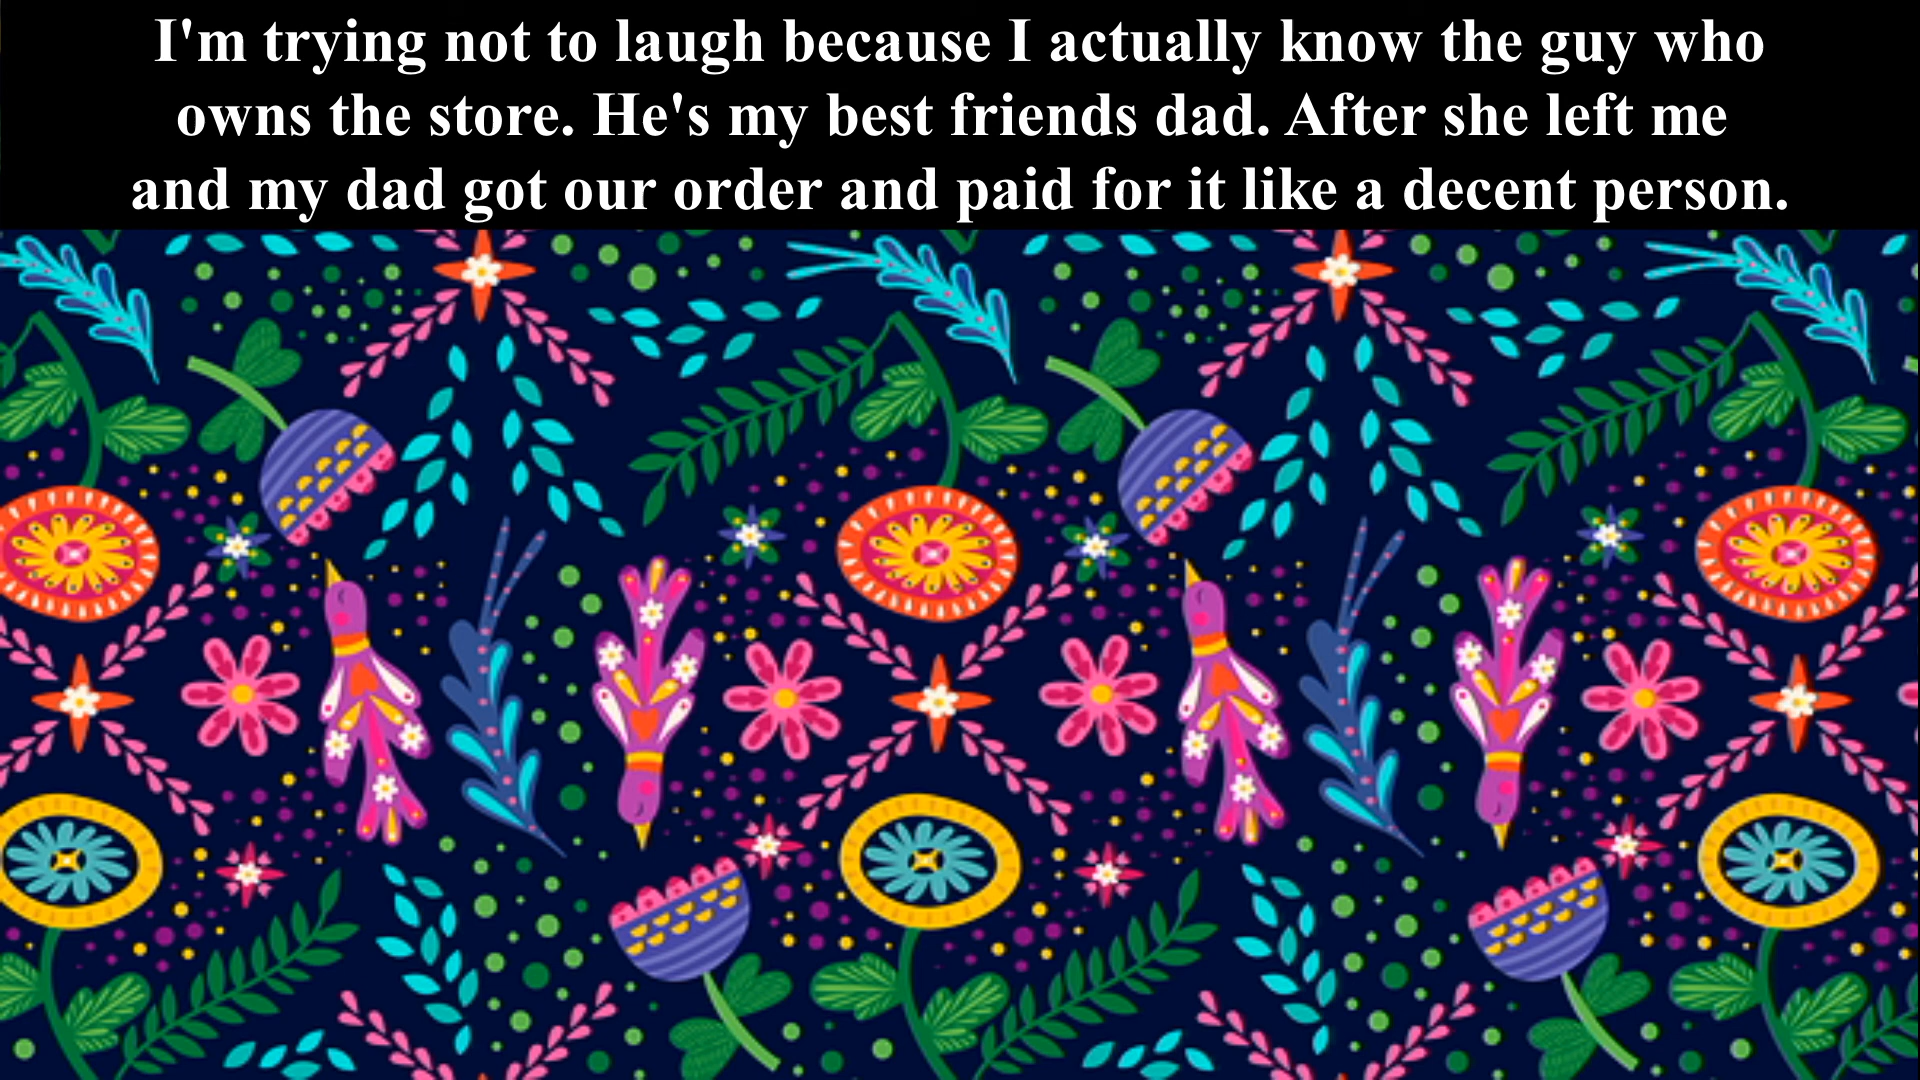 I'm trying not to laugh because I actually know the guy who
owns the store. He's my best friends dad. After she left me
and my dad got our order and paid for it like a decent person.